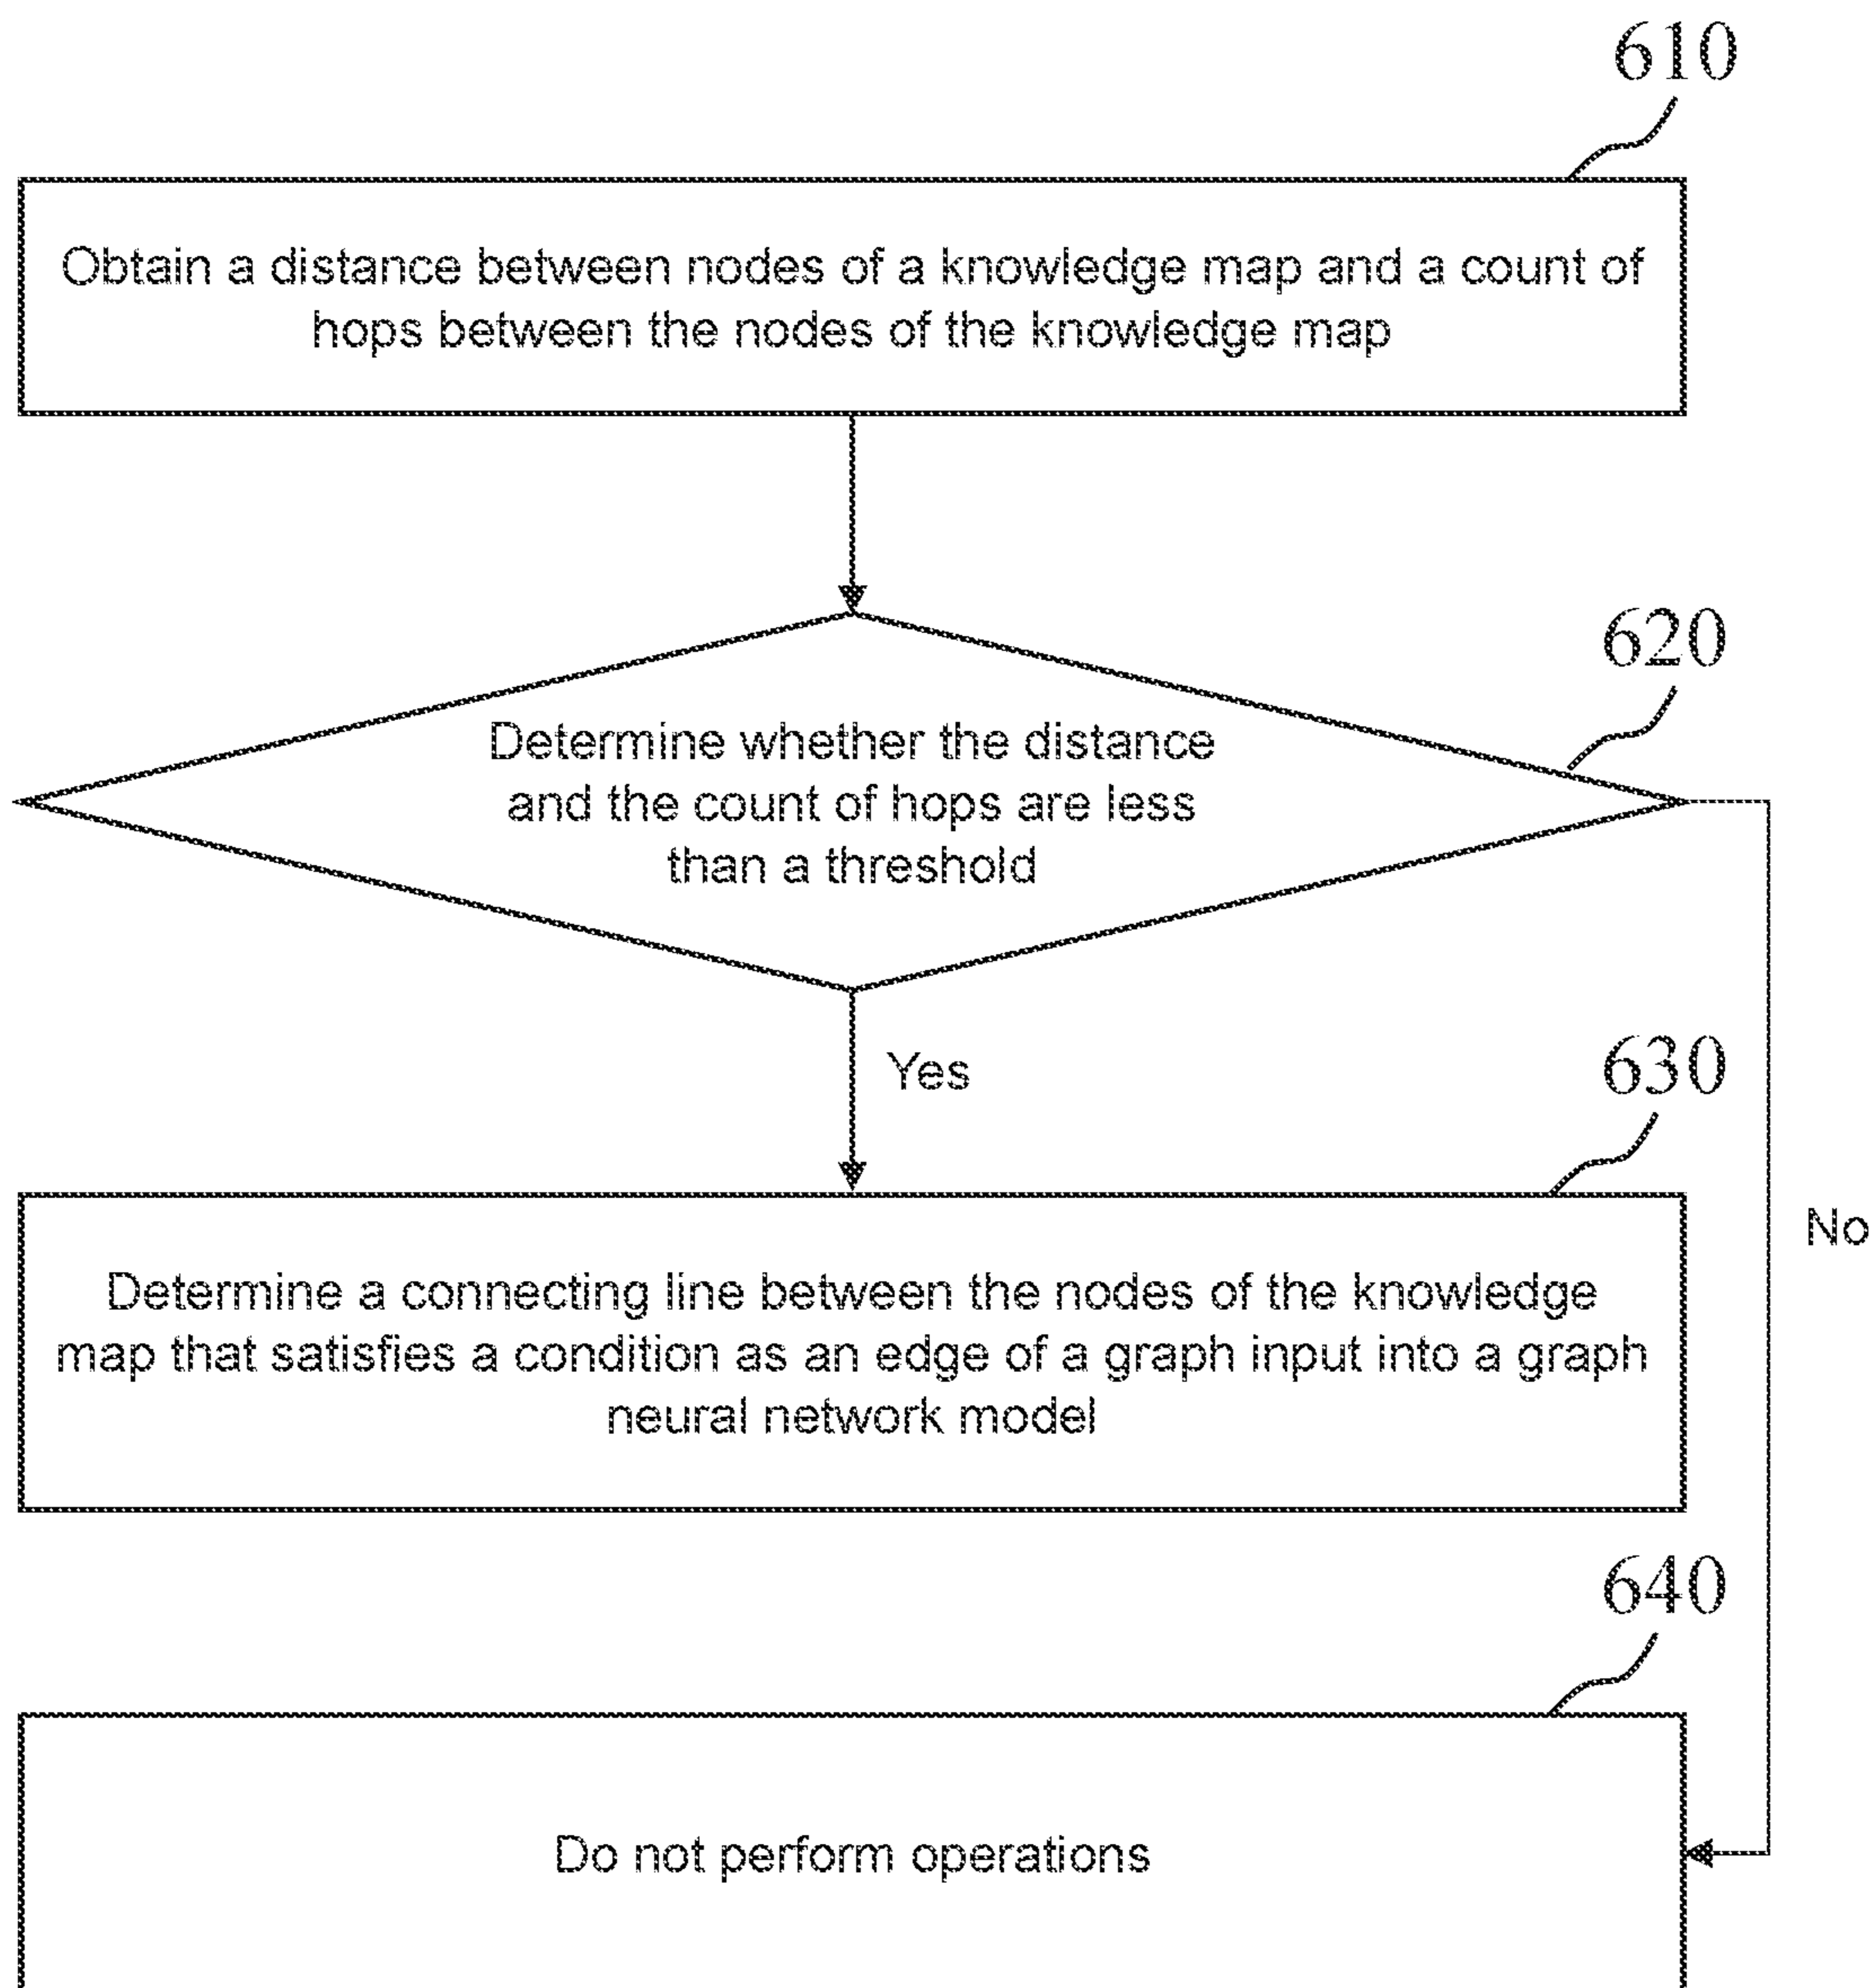 610
Obtain a distance between nodes of a knowledge map and a count of
hops between the nodes of the knowledge map
620
Determine whether the distance
and the count of hops are less
than a threshold
Yes
630
No
Determine a connecting line between the nodes of the knowledge
map that satisfies a condition as an edge of a graph input into a graph
neural network model
640
Do not perform operations